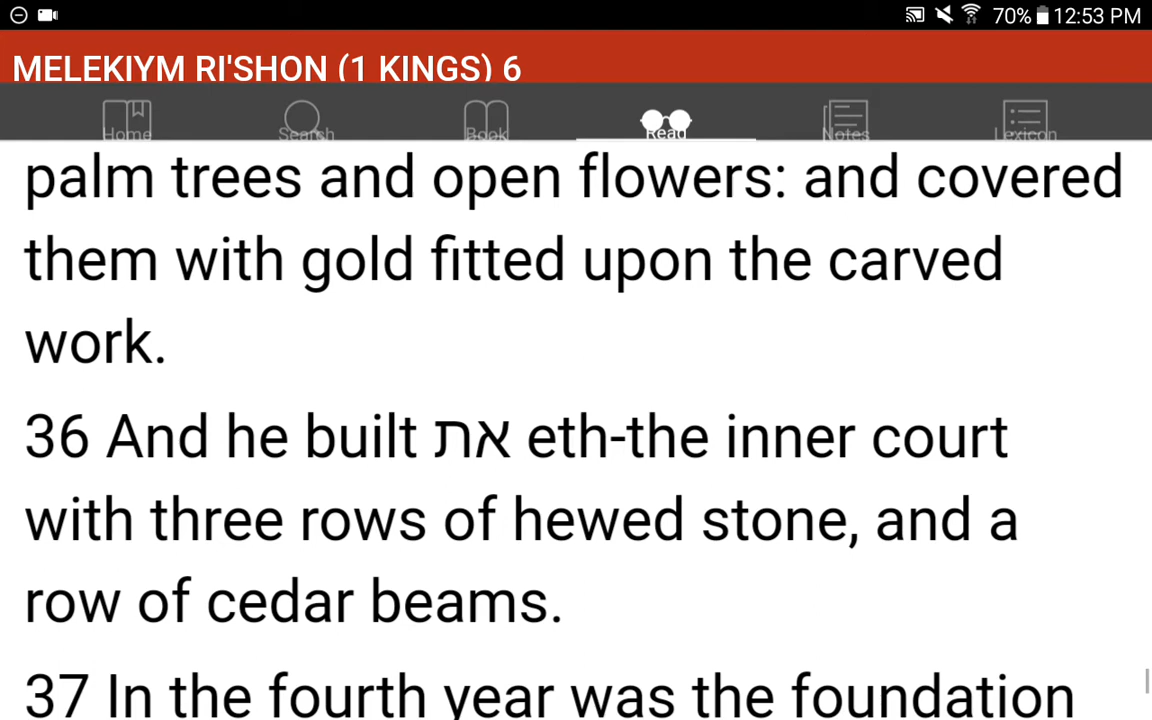 70% 12:53 PM
MELEKIYM RI'SHON (1 KINGS) 6
Home Search Book Read Notes Lexicon
palm trees and open flowers: and covered
them with gold fitted upon the carved
work.
36 And he built את eth-the inner court
with three rows of hewed stone, and a
row of cedar beams.
37 In the fourth year was the foundation